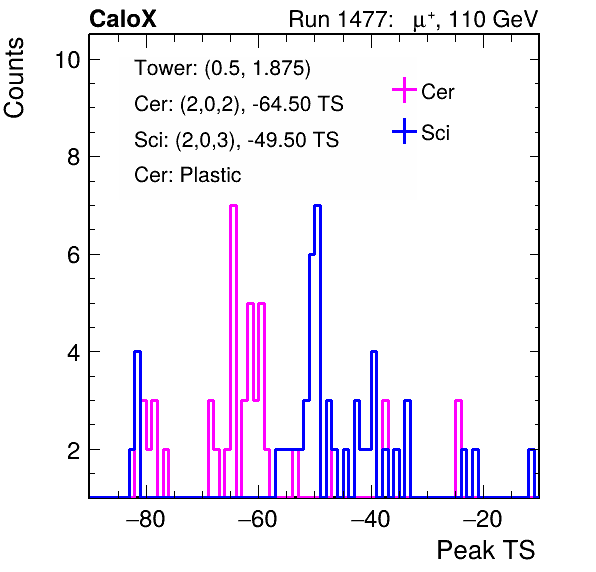 CaloX Run 1477: μ⁺, 110 GeV
Counts
Tower: (0.5, 1.875)
Cer: (2,0,2), -64.50 TS
Sci: (2,0,3), -49.50 TS
Cer: Plastic
Cer
Sci
10
8
6
4
2
−80 −60 −40 −20
Peak TS